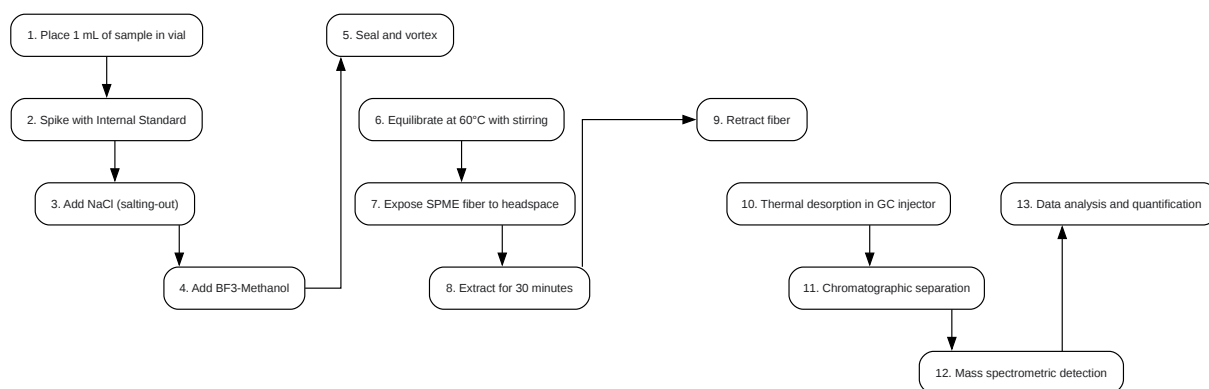 1. Place 1 mL of sample in vial
2. Spike with Internal Standard
3. Add NaCl (salting-out)
4. Add BF3-Methanol
5. Seal and vortex
6. Equilibrate at 60°C with stirring
7. Expose SPME fiber to headspace
8. Extract for 30 minutes
9. Retract fiber
10. Thermal desorption in GC injector
11. Chromatographic separation
12. Mass spectrometric detection
13. Data analysis and quantification